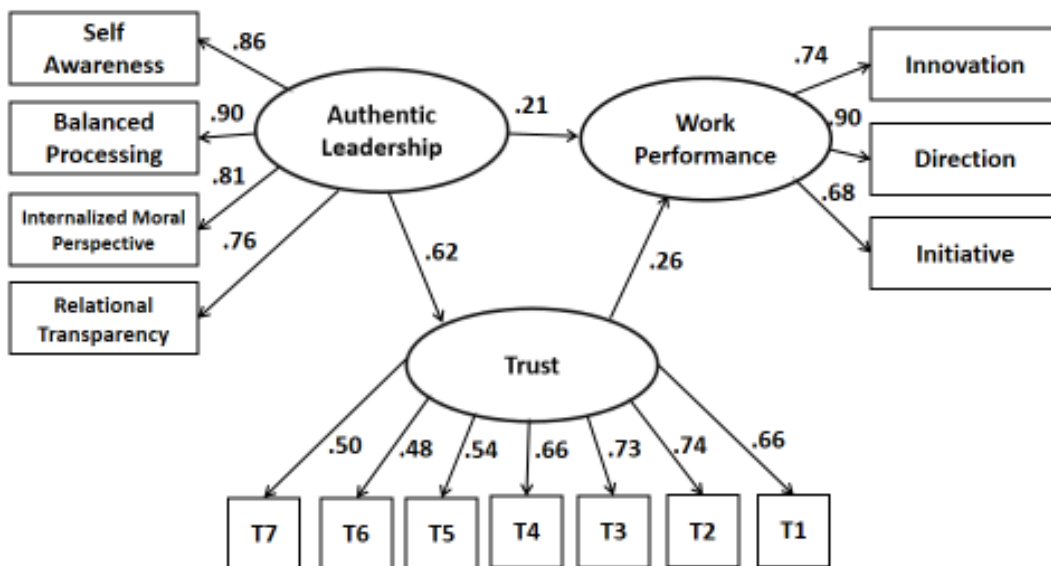 Self
Awareness
.86
Balanced
Processing
.90
Internalized Moral
Perspective
.81
Relational
Transparency
.76
Authentic
Leadership
.21
Work
Performance
.74
Innovation
.90
Direction
.68
Initiative
.62
.26
Trust
.50
.48
.54
.66
.73
.74
.66
T7
T6
T5
T4
T3
T2
T1